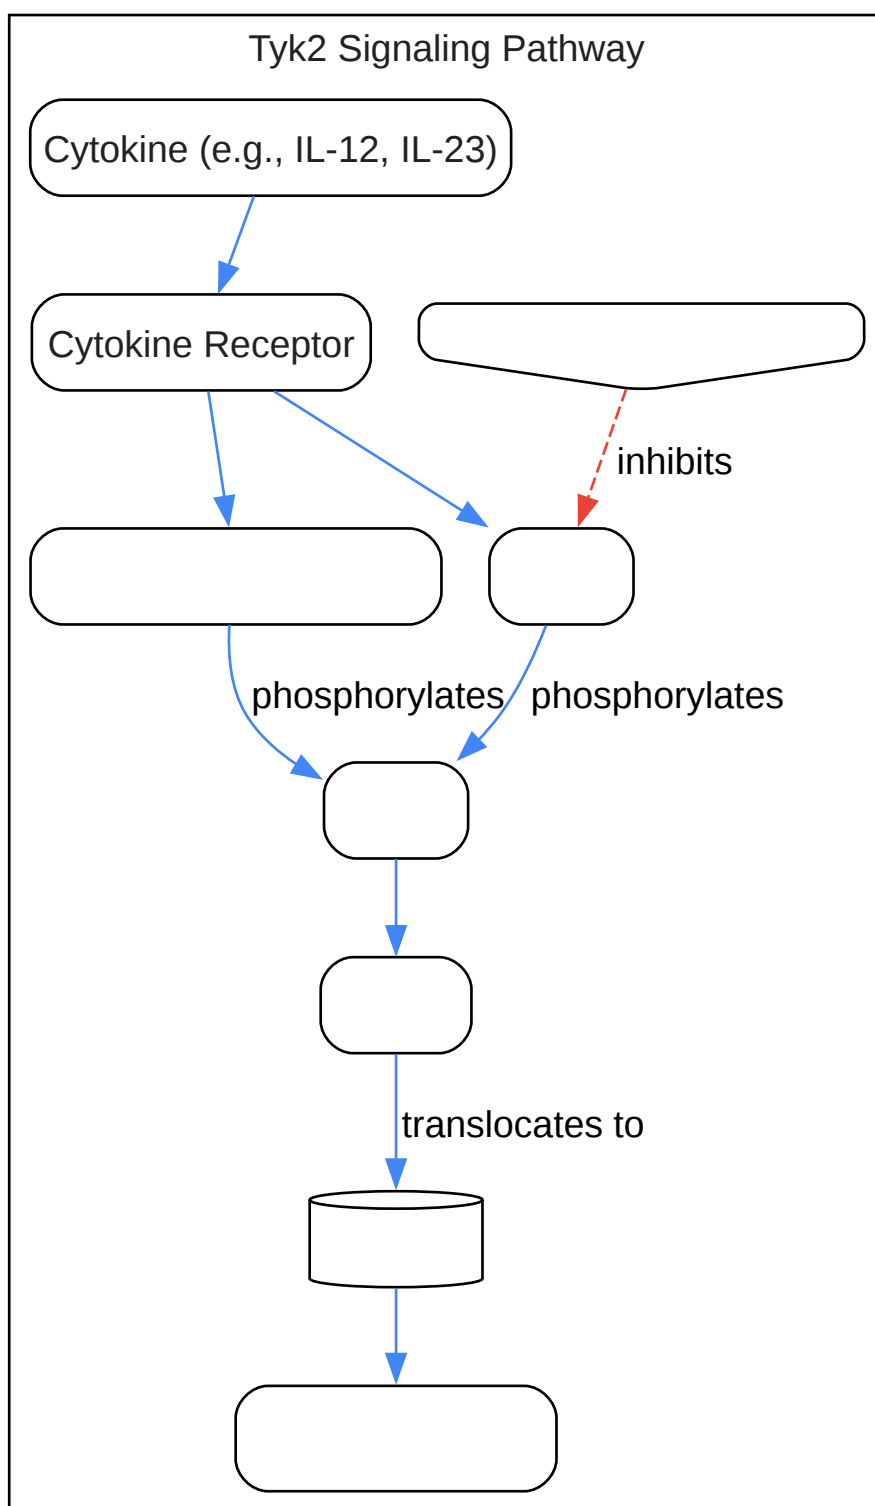 Tyk2 Signaling Pathway
Cytokine (e.g., IL-12, IL-23)
Cytokine Receptor
inhibits
phosphorylates
phosphorylates
translocates to